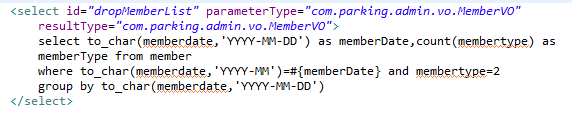 <select id="dropMemberList" parameterType="com.parking.admin.vo.MemberVO"
resultType="com.parking.admin.vo.MemberVO">
select to_char(memberdate,'YYYY-MM-DD') as memberDate,count(membertype) as
memberType from member
where to_char(memberdate,'YYYY-MM')=#{memberDate} and membertype=2
group by to_char(memberdate,'YYYY-MM-DD')
</select>